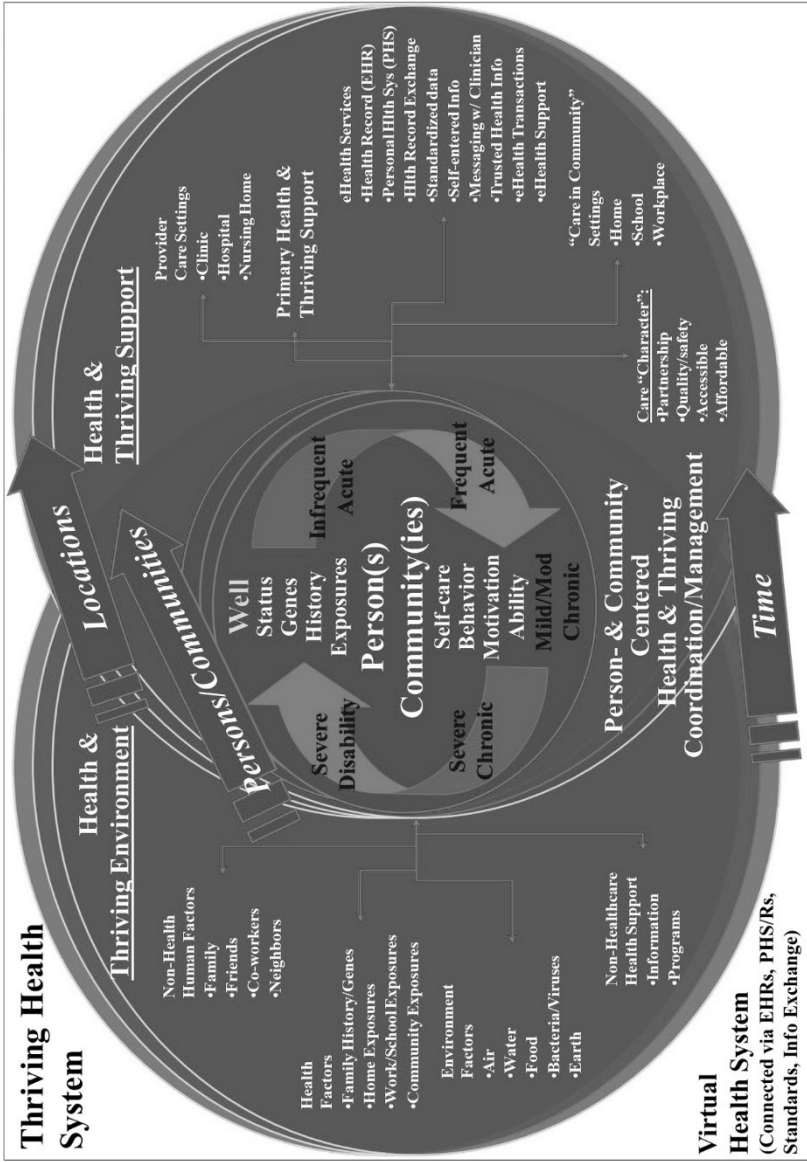 Thriving Health
System
Health &
Thriving Environment
Non-Health
Human Factors
•Family
•Friends
•Co-workers
•Neighbors
Health
Factors
•Family History/Genes
•Home Exposures
•Work/School Exposures
•Community Exposures
Environment
Factors
•Air
•Water
•Food
•Bacteria/Viruses
•Earth
Non-Healthcare
Health Support
•Information
•Programs
Virtual
Health System
(Connected via EHRs, PHS/Rs,
Standards, Info Exchange)
Locations
Persons/Communities
Time
Well
Status
Genes
History
Exposures
Person(s)
Community(ies)
Self-care
Behavior
Motivation
Ability
Mild/Mod
Chronic
Severe
Disability
Severe
Chronic
Infrequent
Acute
Frequent
Acute
Person- & Community
Centered
Health & Thriving
Coordination/Management
Health &
Thriving Support
Provider
Care Settings
•Clinic
•Hospital
•Nursing Home
Primary Health &
Thriving Support
eHealth Services
•Health Record (EHR)
•Personal Hlth Sys (PHS)
•Hlth Record Exchange
•Standardized data
•Self-entered Info
•Messaging w/ Clinician
•Trusted Health Info
•eHealth Transactions
•eHealth Support
Care "Character":
•Partnership
•Quality/safety
•Accessible
•Affordable
"Care in Community"
Settings
•Home
•School
•Workplace